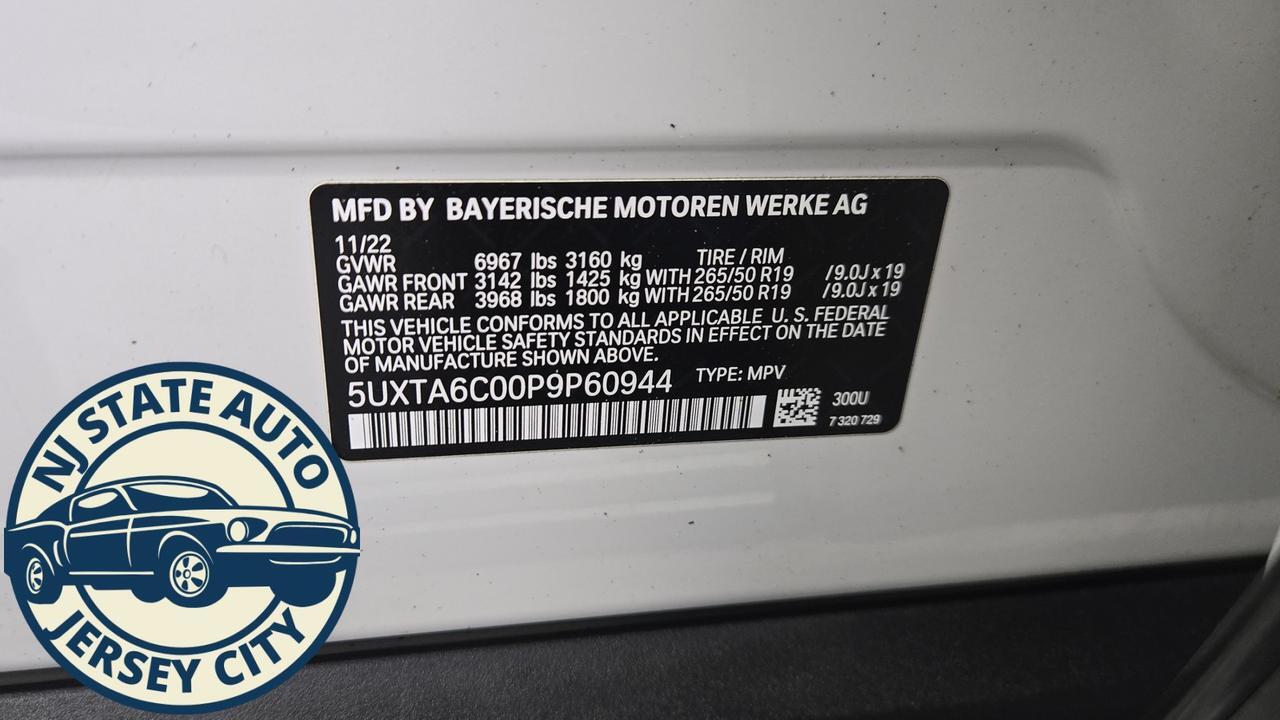 MFD BY BAYERISCHE MOTOREN WERKE AG
11/22
GVWR 6967 lbs 3160 kg TIRE / RIM
GAWR FRONT 3142 lbs 1425 kg WITH 265/50 R19 /9.0J x 19
GAWR REAR 3968 lbs 1800 kg WITH 265/50 R19 /9.0J x 19
THIS VEHICLE CONFORMS TO ALL APPLICABLE U. S. FEDERAL
MOTOR VEHICLE SAFETY STANDARDS IN EFFECT ON THE DATE
OF MANUFACTURE SHOWN ABOVE.
5UXTA6C00P9P60944 TYPE: MPV
300U
7 320 729
NJ STATE AUTO
JERSEY CITY